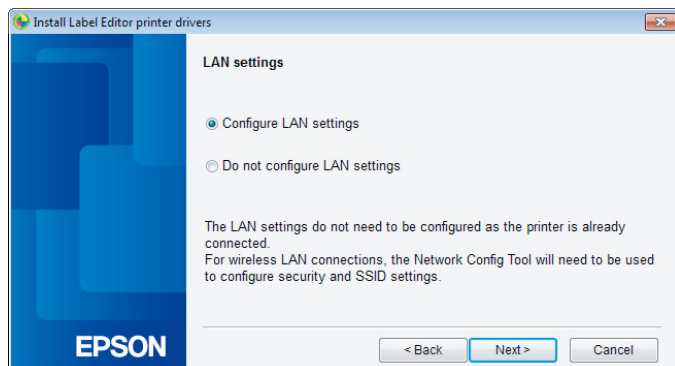 Install Label Editor printer drivers
LAN settings
Configure LAN settings
Do not configure LAN settings
The LAN settings do not need to be configured as the printer is already
connected.
For wireless LAN connections, the Network Config Tool will need to be used
to configure security and SSID settings.
EPSON
< Back
Next >
Cancel